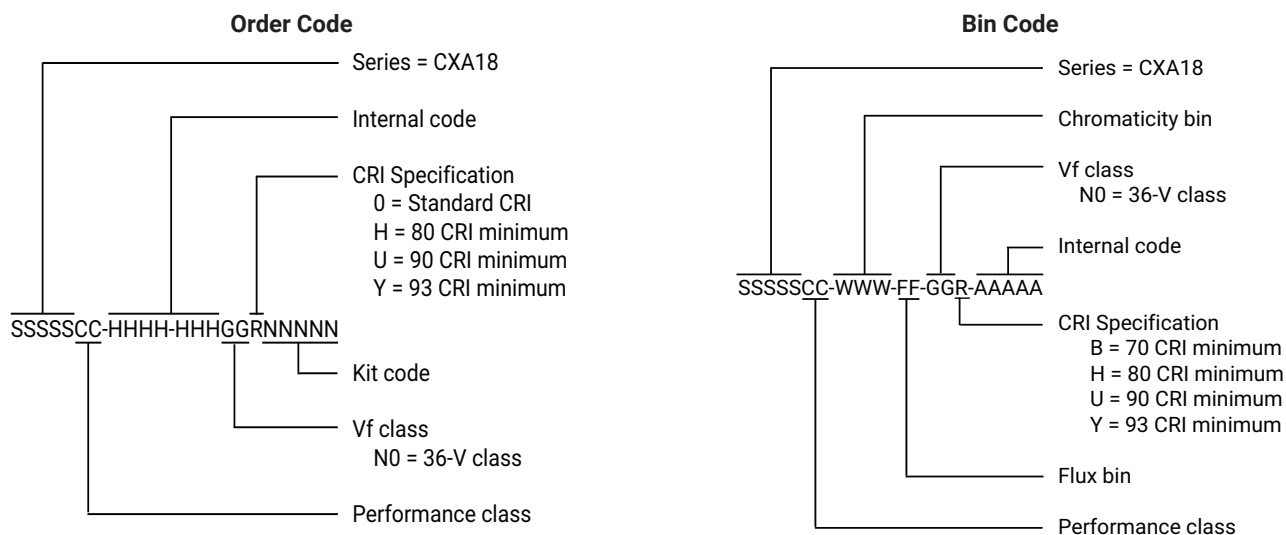 Order Code
Series = CXA18
Internal code
CRI Specification
0 = Standard CRI
H = 80 CRI minimum
U = 90 CRI minimum
Y = 93 CRI minimum
SSSSSCC-HHHH-HHHGGRNNNNN
Kit code
Vf class
N0 = 36-V class
Performance class
Bin Code
Series = CXA18
Chromaticity bin
Vf class
N0 = 36-V class
Internal code
SSSSSCC-WWW-FF-GGR-AAAAA
CRI Specification
B = 70 CRI minimum
H = 80 CRI minimum
U = 90 CRI minimum
Y = 93 CRI minimum
Flux bin
Performance class